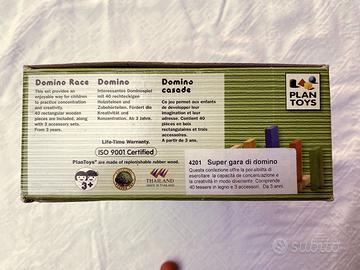 Domino Race
This set provides an
enjoyable way for children
to practice concentration
and creativity.
40 rectangular wooden
pieces are included, along
with 3 accessory sets.
From 3 years.
Domino
Interessantes Dominospiel
mit 40 rechteckigen
Holzsteinen und
Zubehörteilen. Fördert die
Kreativität und
Konzentration. Ab 3 Jahre.
Domino
casade
Ce jeu permet aux enfants
de developper leur
imagination et leur
adresse. Contient 40
pièces en bois
rectangulaires et trois
accessoires.
A partir de 3 ans.
PLAN
TOYS
Life-Time Warranty.
ISO 9001 Certified
PlanToys® are made of replenishable rubber wood.
3+
THAILAND
4201 Super gara di domino
Questa confezione offre la possibilità di
esercitare la capacità di concentrazione e
la creatività in modo divertente. Comprende
40 tessere in legno e 3 accessori. Da 3 anni.
subito